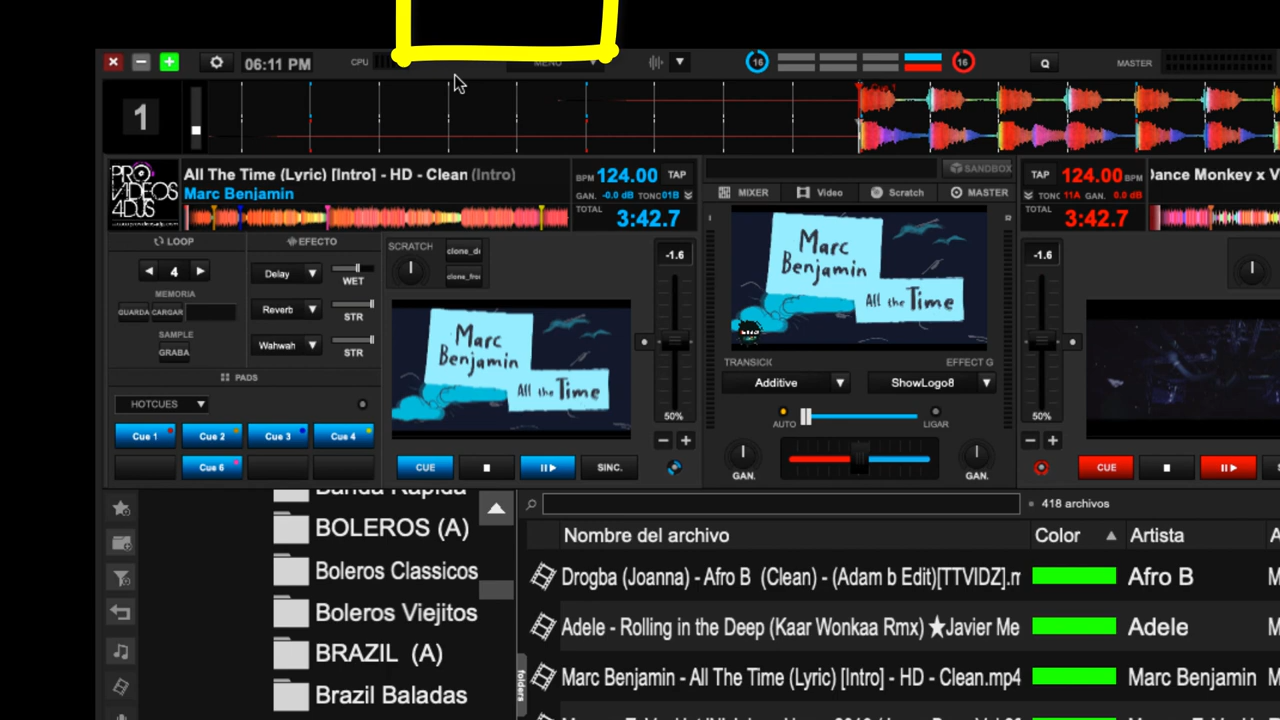 06:11 PM CPU MENU 16 16 MASTER
1
PRO VIDEOS 4DJS
All The Time (Lyric) [Intro] - HD - Clean (Intro)
Marc Benjamin
BPM 124.00 TAP
GAN. -0.0 dB TONO 01B
TOTAL 3:42.7
SANDBOX
MIXER Video Scratch MASTER
TAP 124.00 BPM
TONO 11A GAN. 0.0 dB
TOTAL 3:42.7
Dance Monkey x V
LOOP
4
MEMORIA
GUARDA CARGAR
SAMPLE
GRABA
EFECTO
Delay WET
Reverb STR
Wahwah STR
SCRATCH
PADS
HOTCUES
Cue 1 Cue 2 Cue 3 Cue 4
Cue 6
Marc Benjamin
All the Time
-1.6
50%
CUE SINC.
Marc Benjamin
All the Time
TRANSICK EFFECT G
Additive ShowLogo8
AUTO LIGAR
GAN. GAN.
-1.6
50%
CUE
Banda Rapida
BOLEROS (A)
Boleros Classicos
Boleros Viejitos
BRAZIL (A)
Brazil Baladas
folders
418 archivos
Nombre del archivo Color Artista
Drogba (Joanna) - Afro B (Clean) - (Adam b Edit)[TTVIDZ].m Afro B
Adele - Rolling in the Deep (Kaar Wonkaa Rmx) ★Javier Me Adele
Marc Benjamin - All The Time (Lyric) [Intro] - HD - Clean.mp4 Marc Benjamin